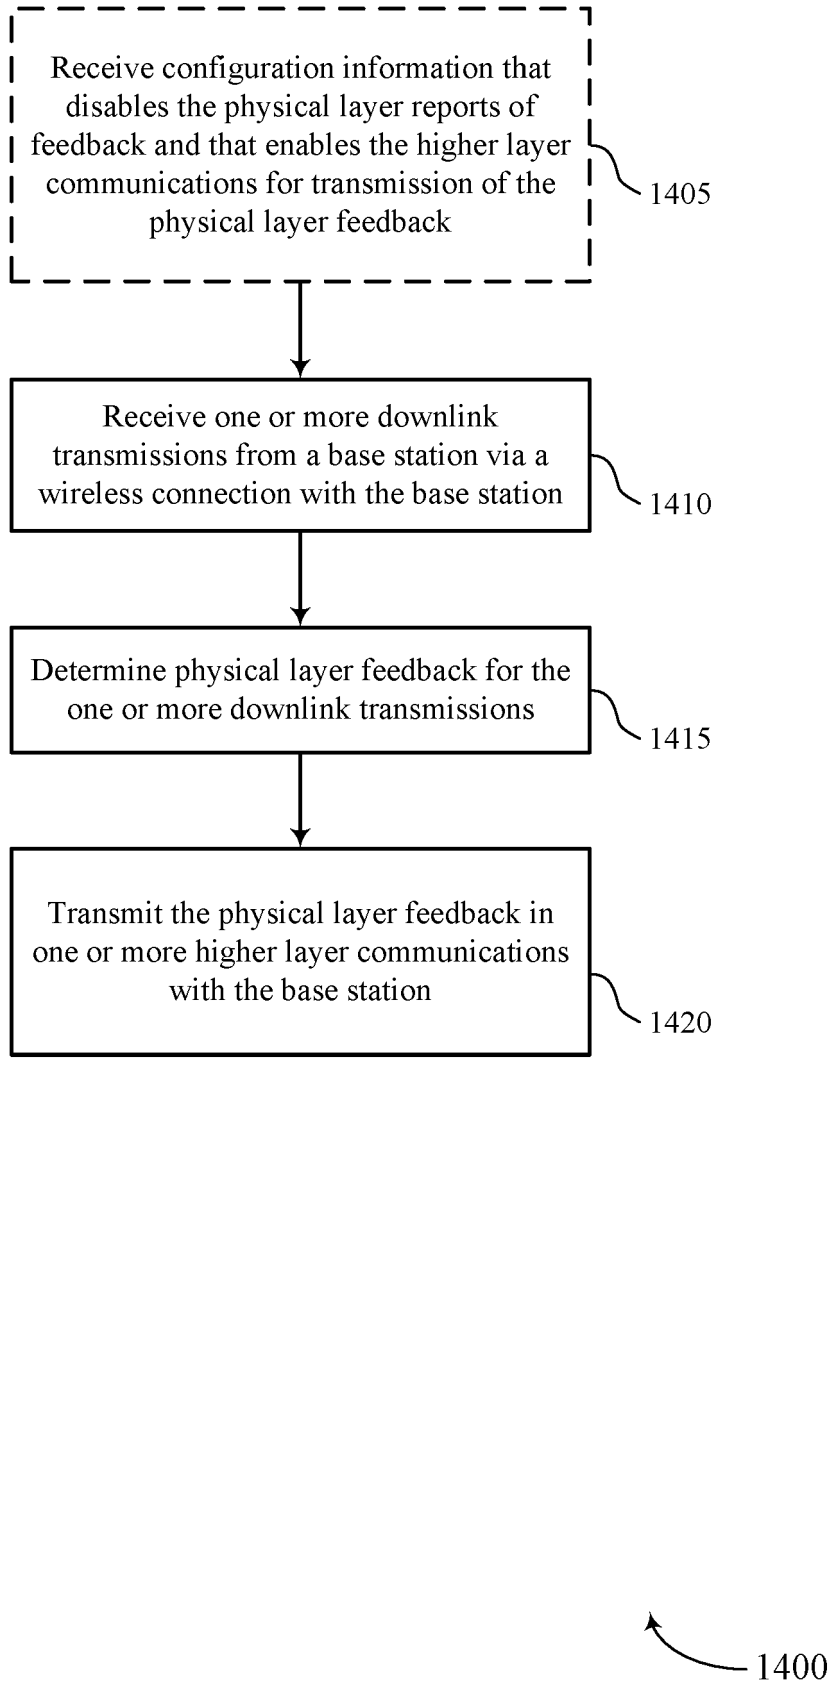 Receive configuration information that
disables the physical layer reports of
feedback and that enables the higher layer
communications for transmission of the
physical layer feedback
1405
Receive one or more downlink
transmissions from a base station via a
wireless connection with the base station
1410
Determine physical layer feedback for the
one or more downlink transmissions
1415
Transmit the physical layer feedback in
one or more higher layer communications
with the base station
1420
1400